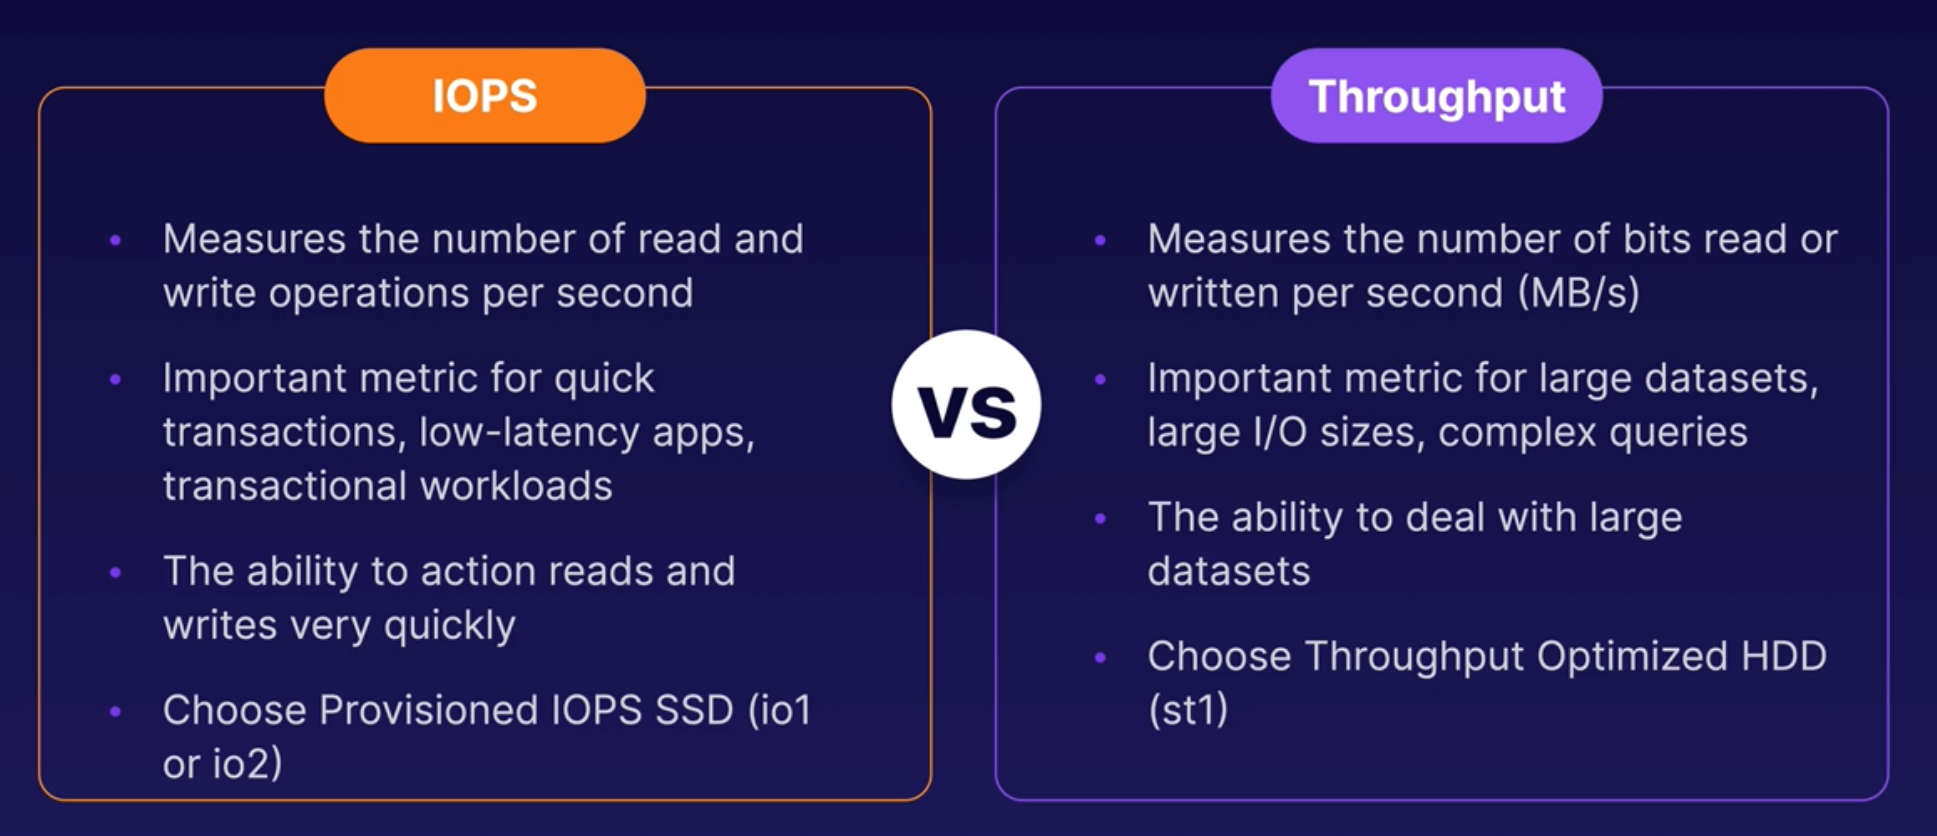 IOPS
• Measures the number of read and
write operations per second
• Important metric for quick
transactions, low-latency apps,
transactional workloads
• The ability to action reads and
writes very quickly
• Choose Provisioned IOPS SSD (io1
or io2)
VS
Throughput
• Measures the number of bits read or
written per second (MB/s)
• Important metric for large datasets,
large I/O sizes, complex queries
• The ability to deal with large
datasets
• Choose Throughput Optimized HDD
(st1)